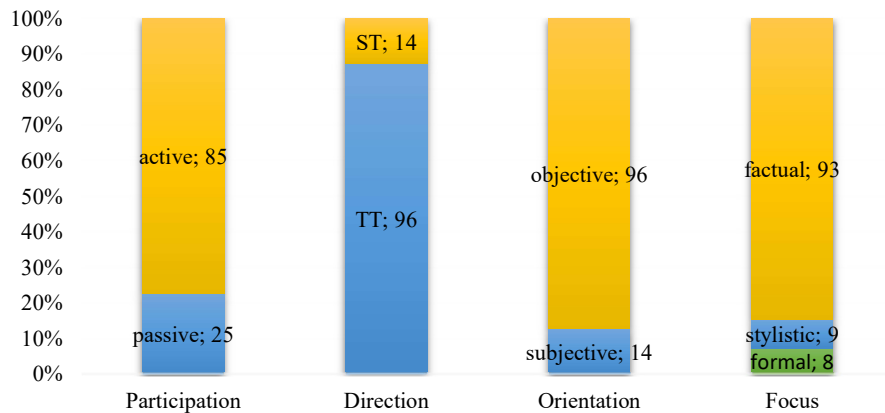 100%
90%
80%
70%
60%
50%
40%
30%
20%
10%
0%
active; 85
passive; 25
ST; 14
TT; 96
objective; 96
subjective; 14
factual; 93
stylistic; 9
formal; 8
Participation
Direction
Orientation
Focus